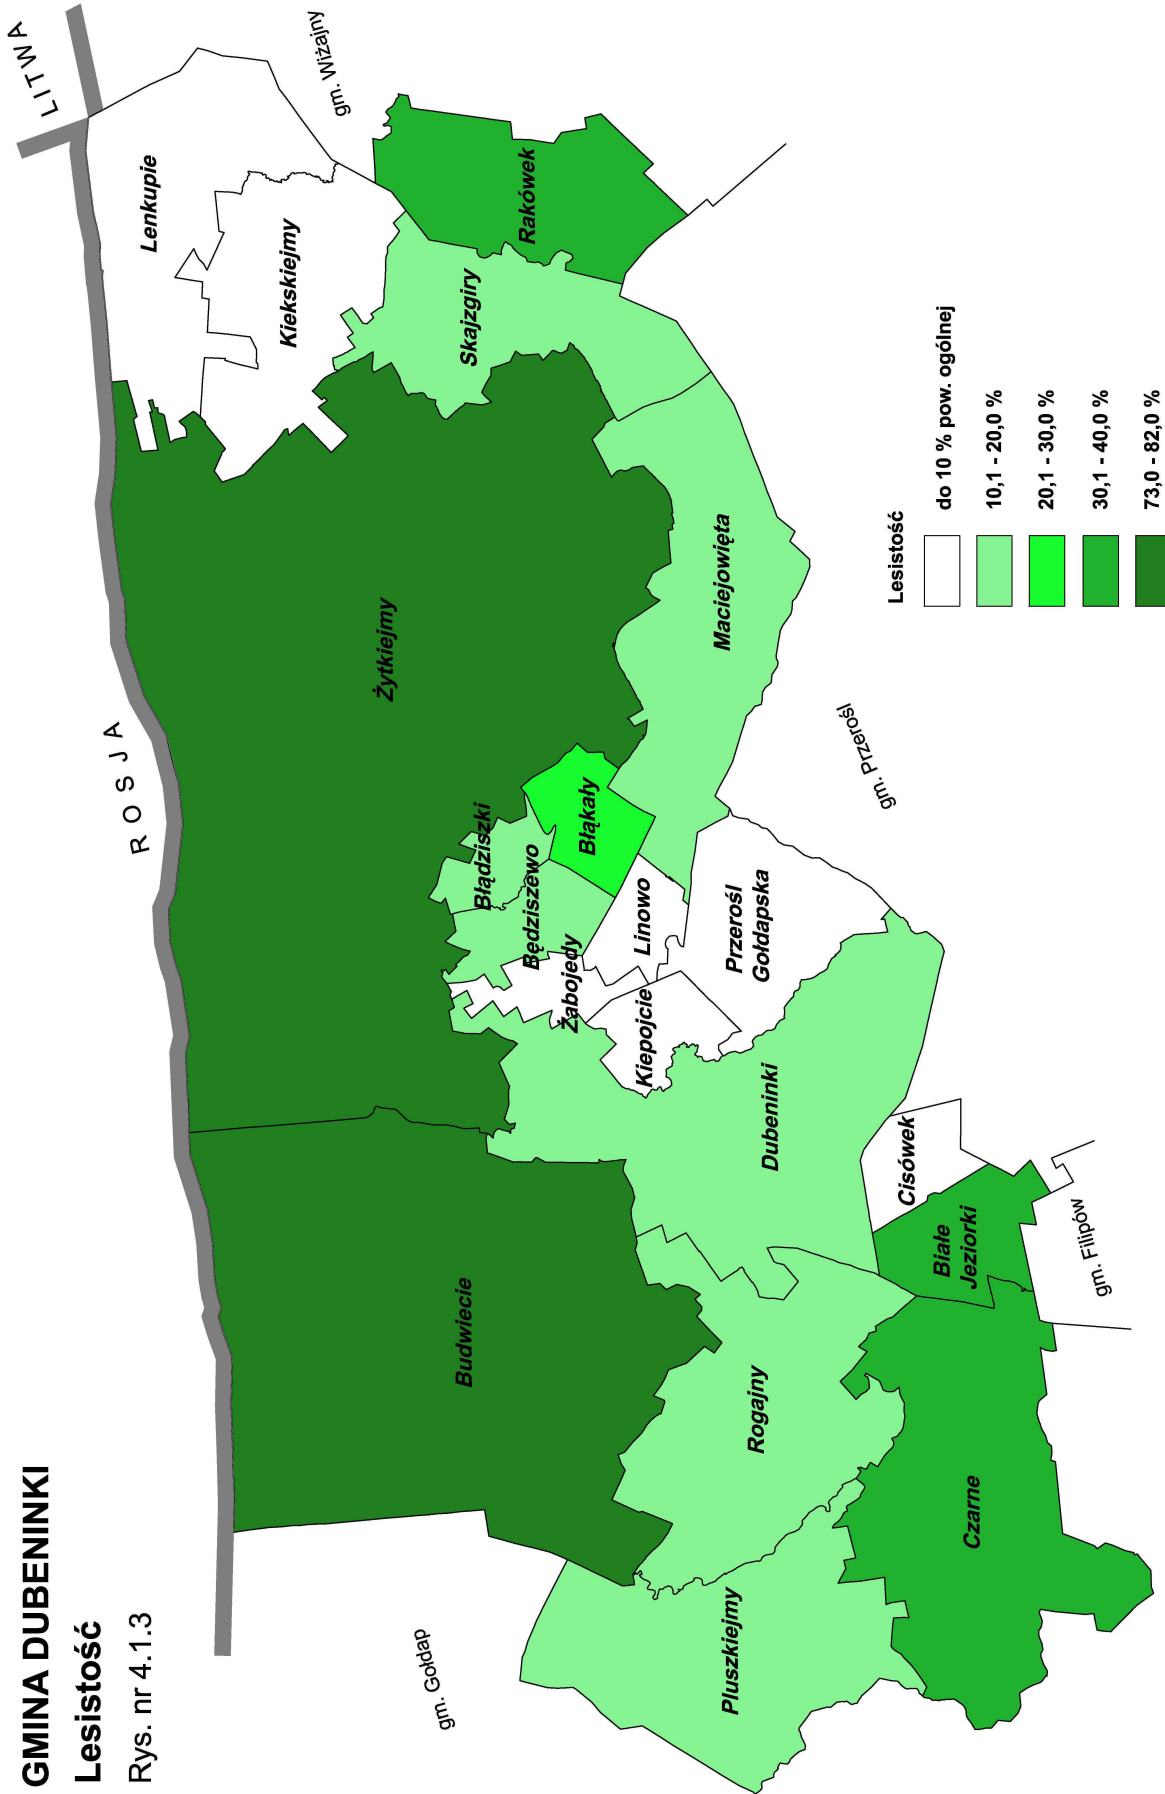 GMINA DUBENINKI
Lesistość
Rys. nr 4.1.3
LITWA
ROSJA
gm. Wiżajny
gm. Gołdap
gm. Przerośl
gm. Filipów
Lenkupie
Kiekskiejmy
Rakówek
Skajzgiry
Żytkiejmy
Maciejowięta
Błąkały
Błądziszki
Będziszewo
Żabojedy
Linowo
Kiepojcie
Przerośl
Gołdapska
Dubeninki
Cisówek
Białe
Jeziorki
Budwiecie
Rogajny
Czarne
Pluszkiejmy
Lesistość
do 10 % pow. ogólnej
10,1 - 20,0 %
20,1 - 30,0 %
30,1 - 40,0 %
73,0 - 82,0 %